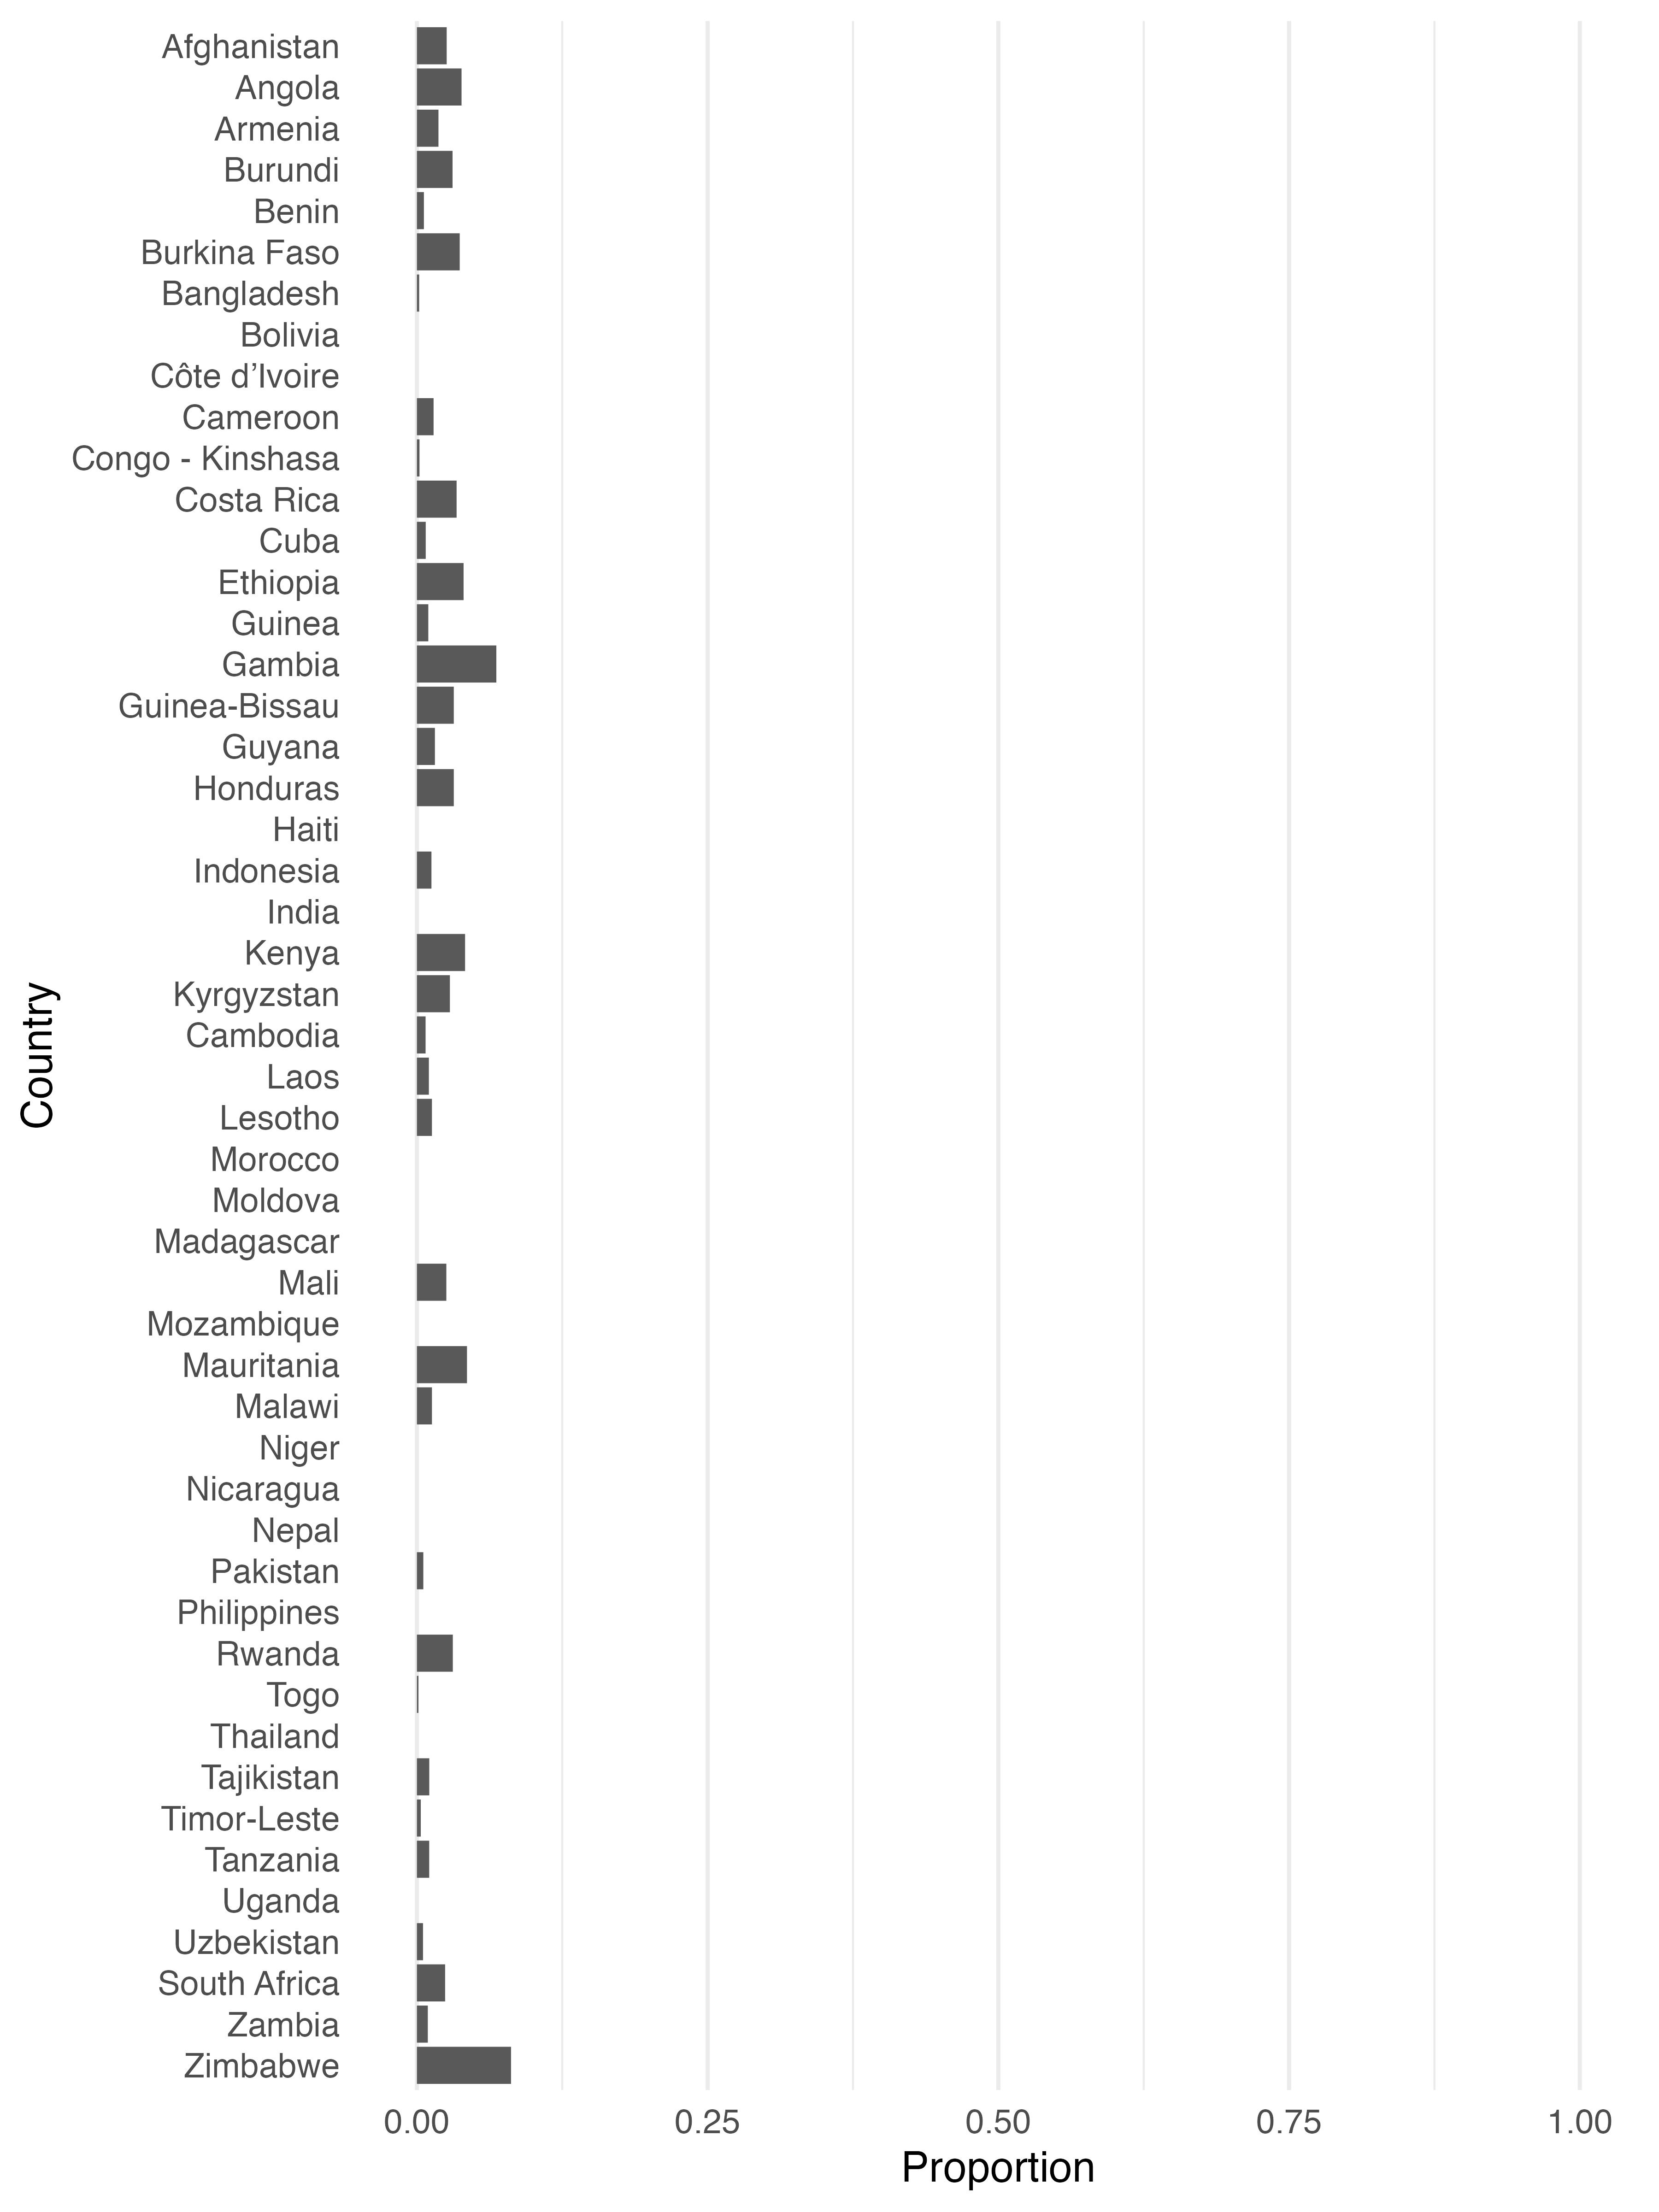 Afghanistan
Angola
Armenia
Burundi
Benin
Burkina Faso
Bangladesh
Bolivia
Côte d’Ivoire
Cameroon
Congo - Kinshasa
Costa Rica
Cuba
Ethiopia
Guinea
Gambia
Guinea-Bissau
Guyana
Honduras
Haiti
Indonesia
India
Kenya
Kyrgyzstan
Cambodia
Laos
Lesotho
Morocco
Moldova
Madagascar
Mali
Mozambique
Mauritania
Malawi
Niger
Nicaragua
Nepal
Pakistan
Philippines
Rwanda
Togo
Thailand
Tajikistan
Timor-Leste
Tanzania
Uganda
Uzbekistan
South Africa
Zambia
Zimbabwe
Country
0.00 0.25 0.50 0.75 1.00
Proportion